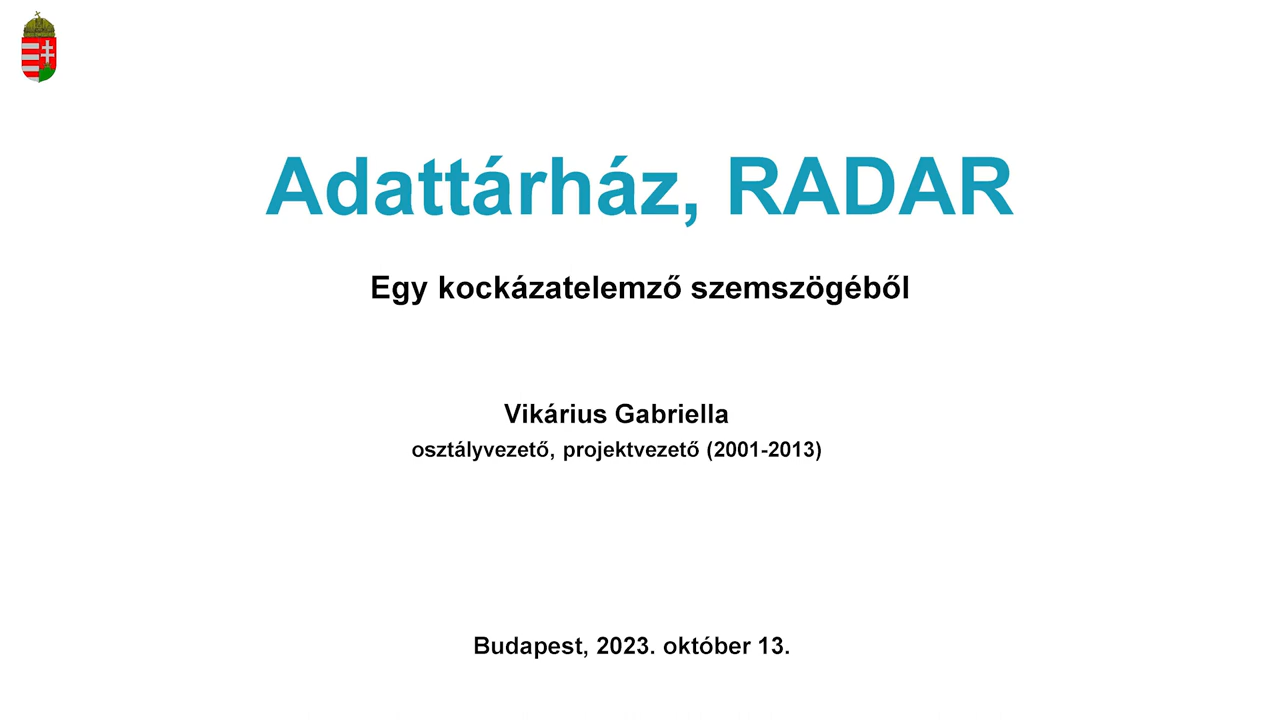 Adattárház, RADAR
Egy kockázatelemző szemszögéből
Vikárius Gabriella
osztályvezető, projektvezető (2001-2013)
Budapest, 2023. október 13.